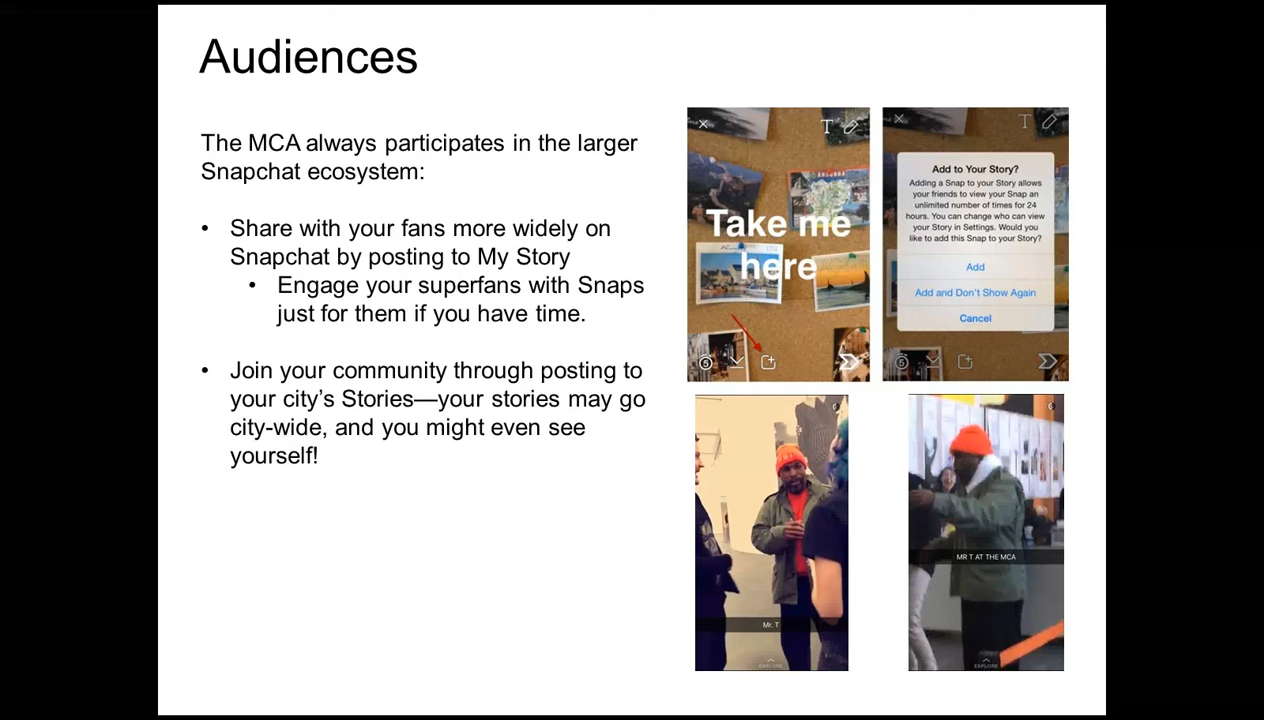 Audiences
The MCA always participates in the larger
Snapchat ecosystem:
• Share with your fans more widely on
Snapchat by posting to My Story
• Engage your superfans with Snaps
just for them if you have time.
• Join your community through posting to
your city’s Stories—your stories may go
city-wide, and you might even see
yourself!
T
Take me
here
5
T
Add to Your Story?
Adding a Snap to your Story allows
your friends to view your Snap an
unlimited number of times for 24
hours. You can change who can view
your Story in Settings. Would you
like to add this Snap to your Story?
Add
Add and Don't Show Again
Cancel
5
Mr. T
EXPLORE
MR T AT THE MCA
EXPLORE